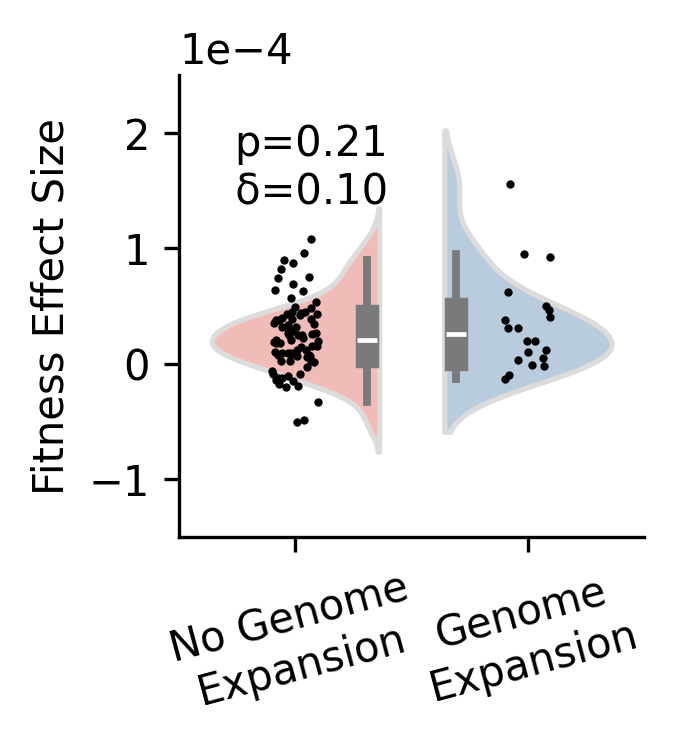 1e−4
Fitness Effect Size
2
1
0
−1
p=0.21
δ=0.10
No Genome
Expansion
Genome
Expansion